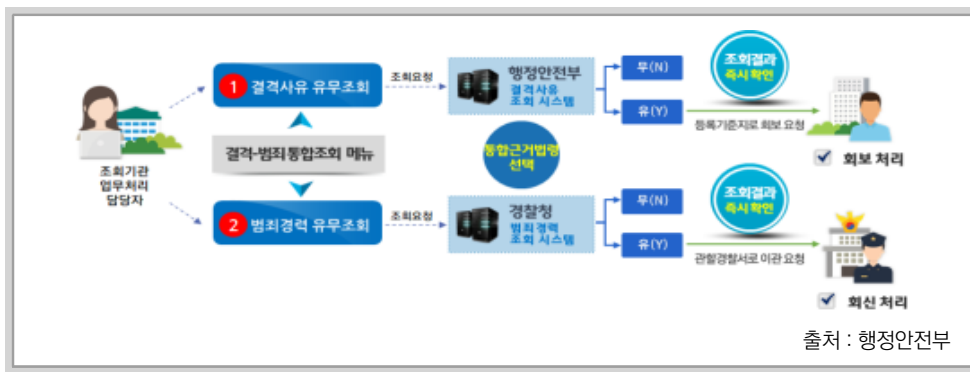 조회기관
업무처리
담당자
1 결격사유 유무조회
결격-범죄 통합조회 메뉴
2 범죄경력 유무조회
조회요청
행정안전부
결격사유
조회 시스템
통합근거법령
선택
조회요청
경찰청
범죄경력
조회 시스템
무(N)
유(Y)
조회결과
즉시 확인
등록기준지로 회보 요청
회보 처리
무(N)
유(Y)
조회결과
즉시 확인
관할경찰서로 이관 요청
회신 처리
출처 : 행정안전부